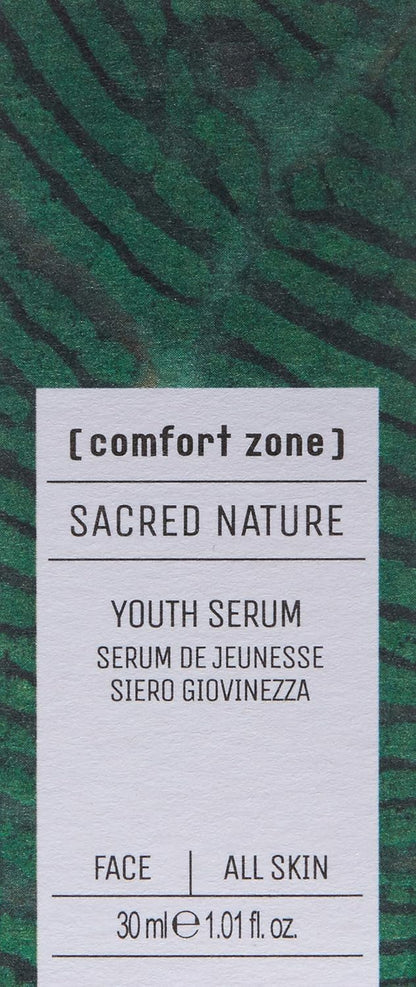 [comfort zone]
SACRED NATURE
YOUTH SERUM
SERUM DE JEUNESSE
SIERO GIOVINEZZA
FACE | ALL SKIN
30 ml ℮ 1.01 fl. oz.